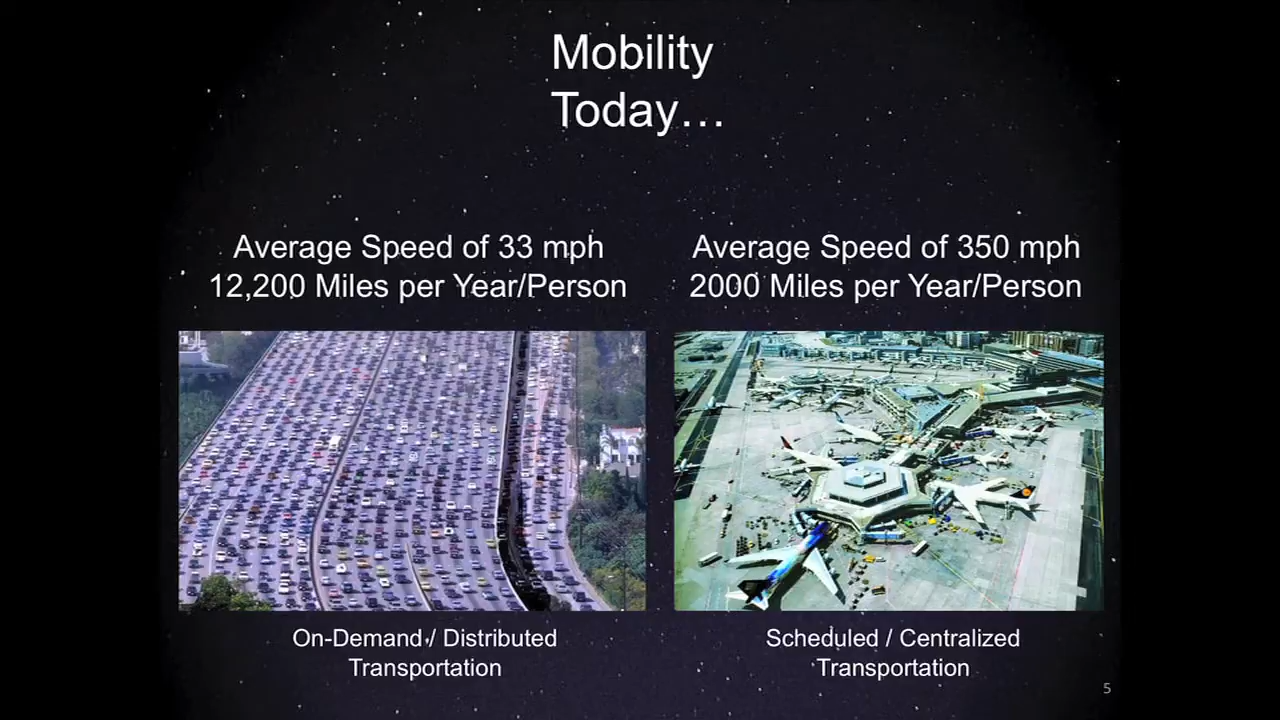 Mobility
Today…
Average Speed of 33 mph
12,200 Miles per Year/Person
Average Speed of 350 mph
2000 Miles per Year/Person
On-Demand / Distributed
Transportation
Scheduled / Centralized
Transportation
5